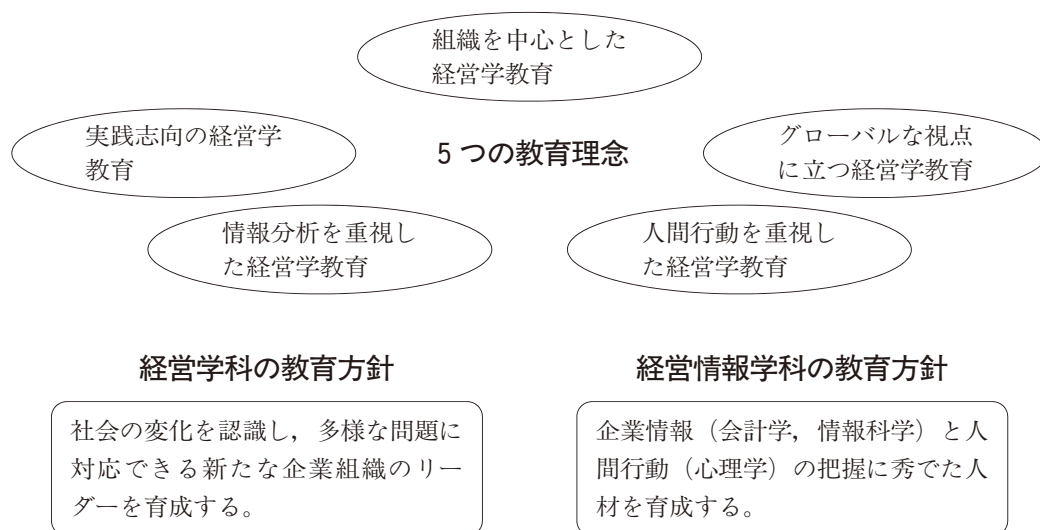 組織を中心とした
経営学教育
実践志向の経営学
教育
5つの教育理念
グローバルな視点
に立つ経営学教育
情報分析を重視し
た経営学教育
人間行動を重視し
た経営学教育
経営学科の教育方針
社会の変化を認識し，多様な問題に
対応できる新たな企業組織のリー
ダーを育成する。
経営情報学科の教育方針
企業情報（会計学，情報科学）と人
間行動（心理学）の把握に秀でた人
材を育成する。